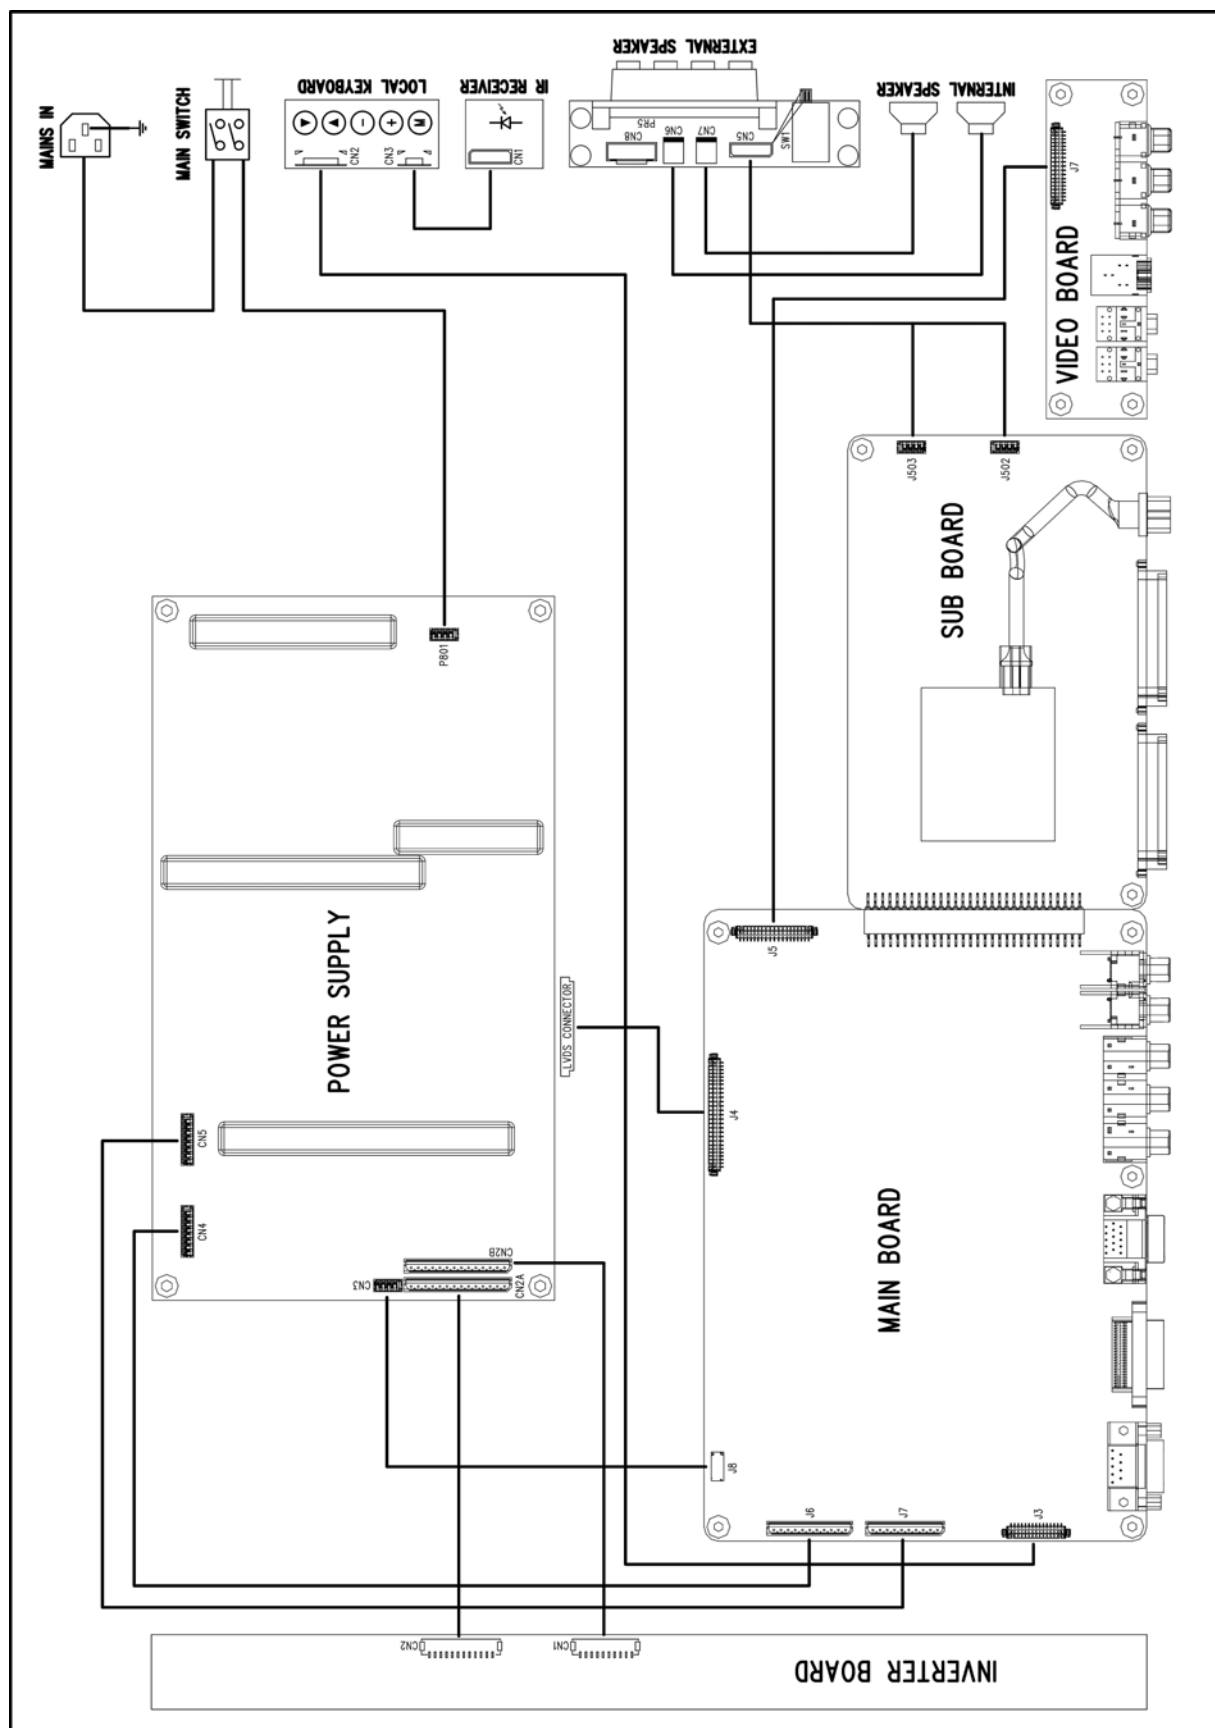 MAINS IN
MAIN SWITCH
LOCAL KEYBOARD
CN2
CN3
M
IR RECEIVER
CN1
EXTERNAL SPEAKER
PR5
CN8
CN6
CN7
CN5
SW1
INTERNAL SPEAKER
J7
VIDEO BOARD
J503
J502
SUB BOARD
P801
POWER SUPPLY
LVDS CONNECTOR
CN5
CN4
CN3
CN2B
CN2A
J5
J4
MAIN BOARD
J8
J6
J7
J3
CN2
CN1
INVERTER BOARD